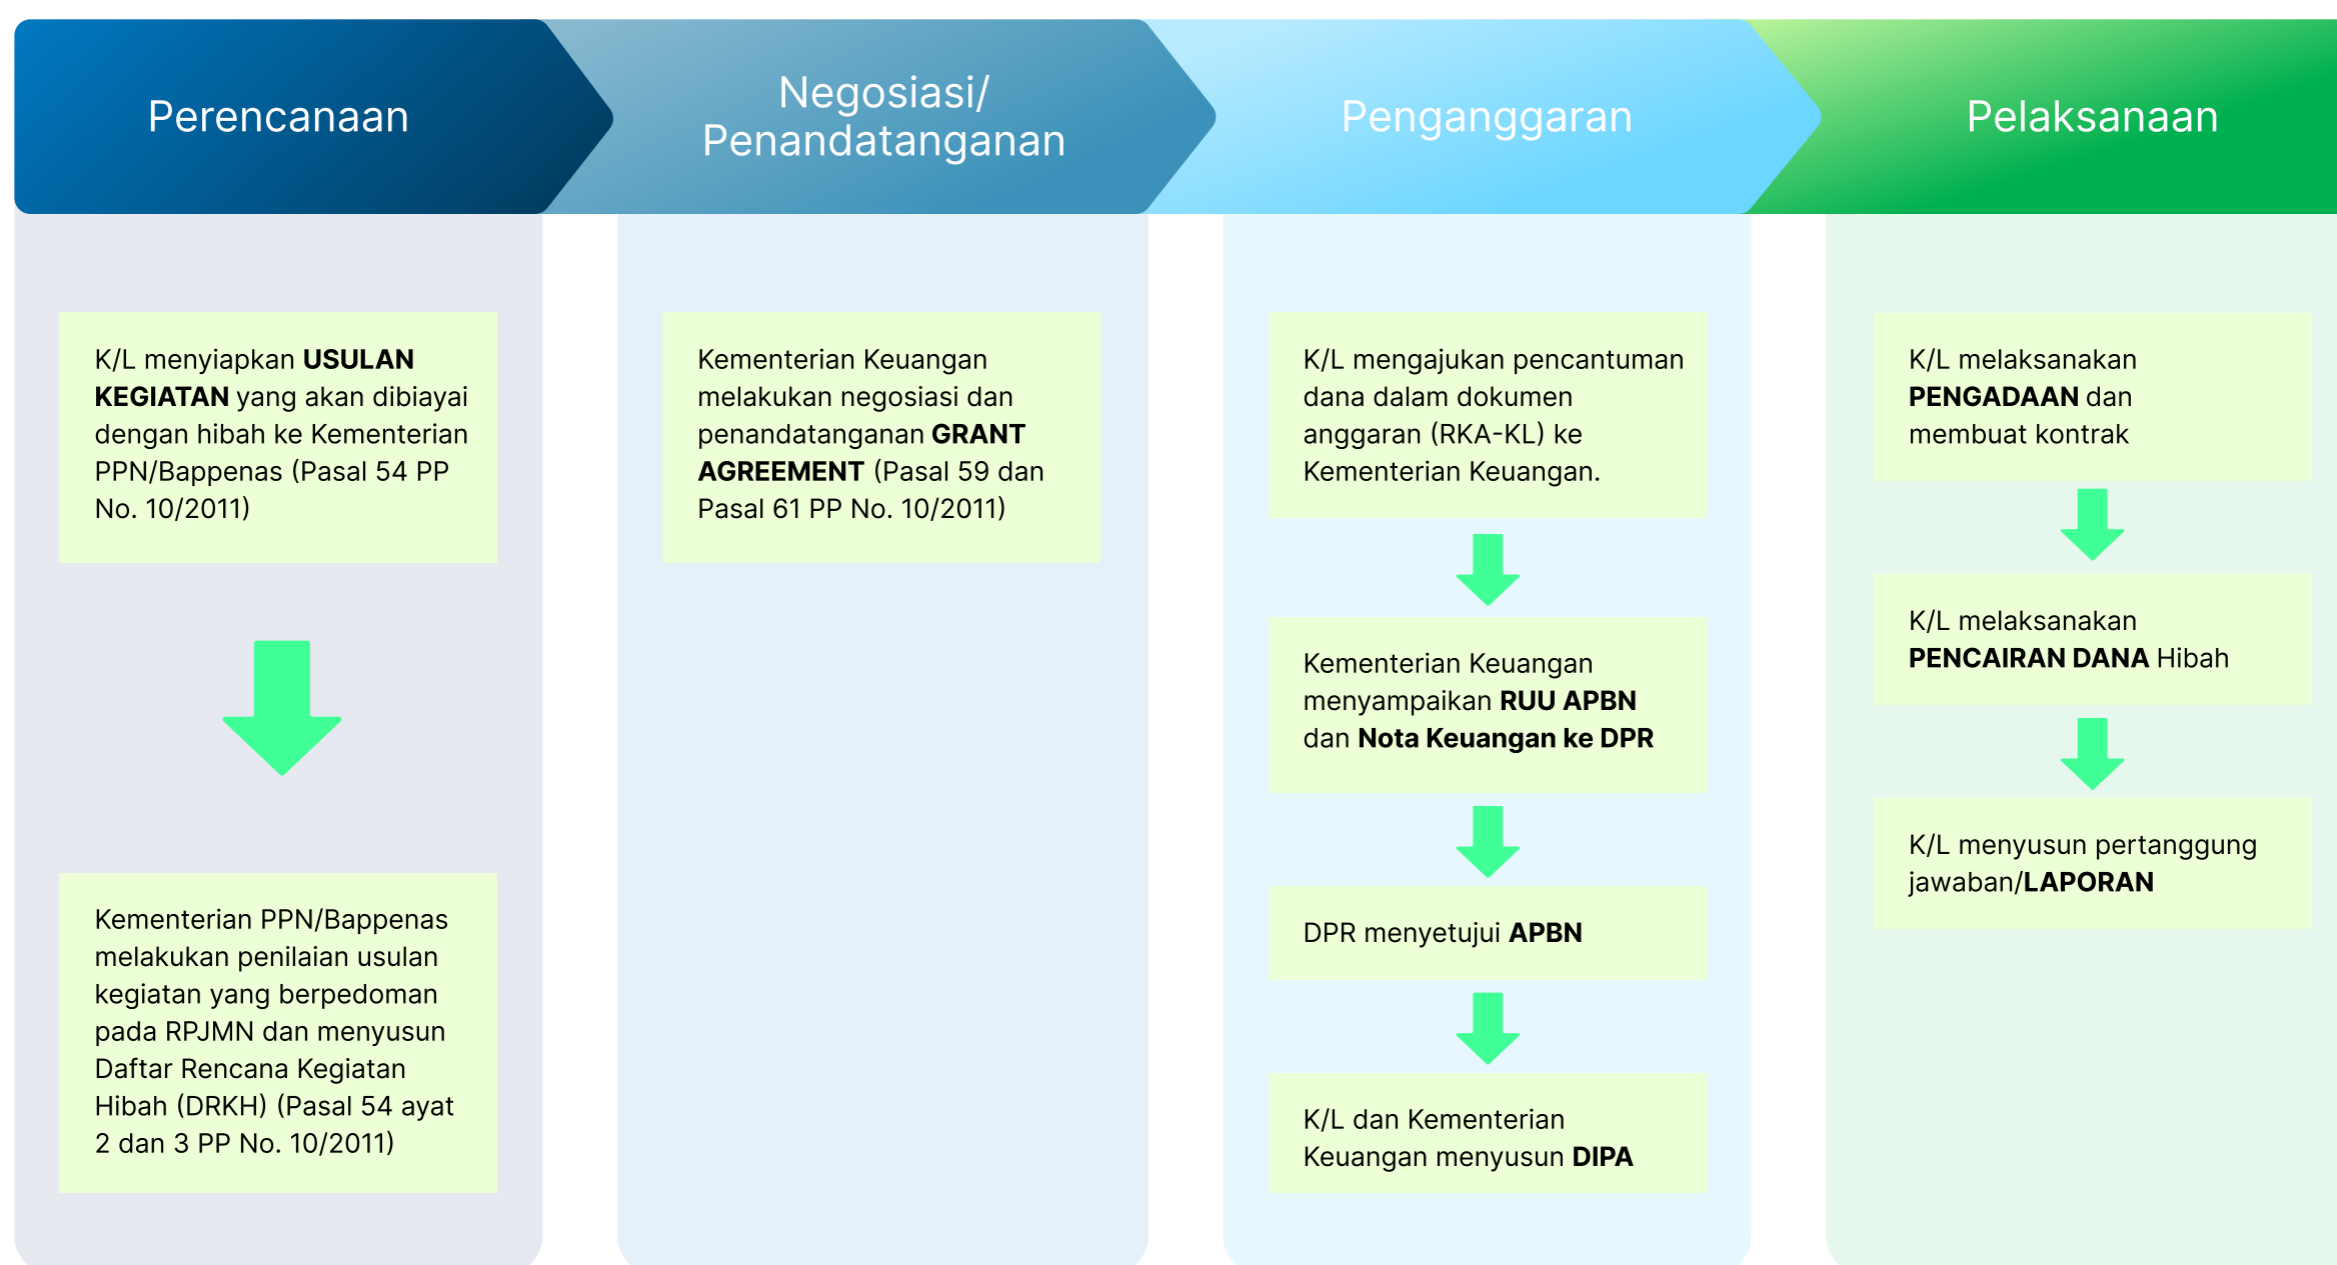 Perencanaan
Negosiasi/
Penandatanganan
Penganggaran
Pelaksanaan
K/L menyiapkan USULAN
KEGIATAN yang akan dibiayai
dengan hibah ke Kementerian
PPN/Bappenas (Pasal 54 PP
No. 10/2011)
Kementerian PPN/Bappenas
melakukan penilaian usulan
kegiatan yang berpedoman
pada RPJMN dan menyusun
Daftar Rencana Kegiatan
Hibah (DRKH) (Pasal 54 ayat
2 dan 3 PP No. 10/2011)
Kementerian Keuangan
melakukan negosiasi dan
penandatanganan GRANT
AGREEMENT (Pasal 59 dan
Pasal 61 PP No. 10/2011)
K/L mengajukan pencantuman
dana dalam dokumen
anggaran (RKA-KL) ke
Kementerian Keuangan.
Kementerian Keuangan
menyampaikan RUU APBN
dan Nota Keuangan ke DPR
DPR menyetujui APBN
K/L dan Kementerian
Keuangan menyusun DIPA
K/L melaksanakan
PENGADAAN dan
membuat kontrak
K/L melaksanakan
PENCAIRAN DANA Hibah
K/L menyusun pertanggung
jawaban/LAPORAN